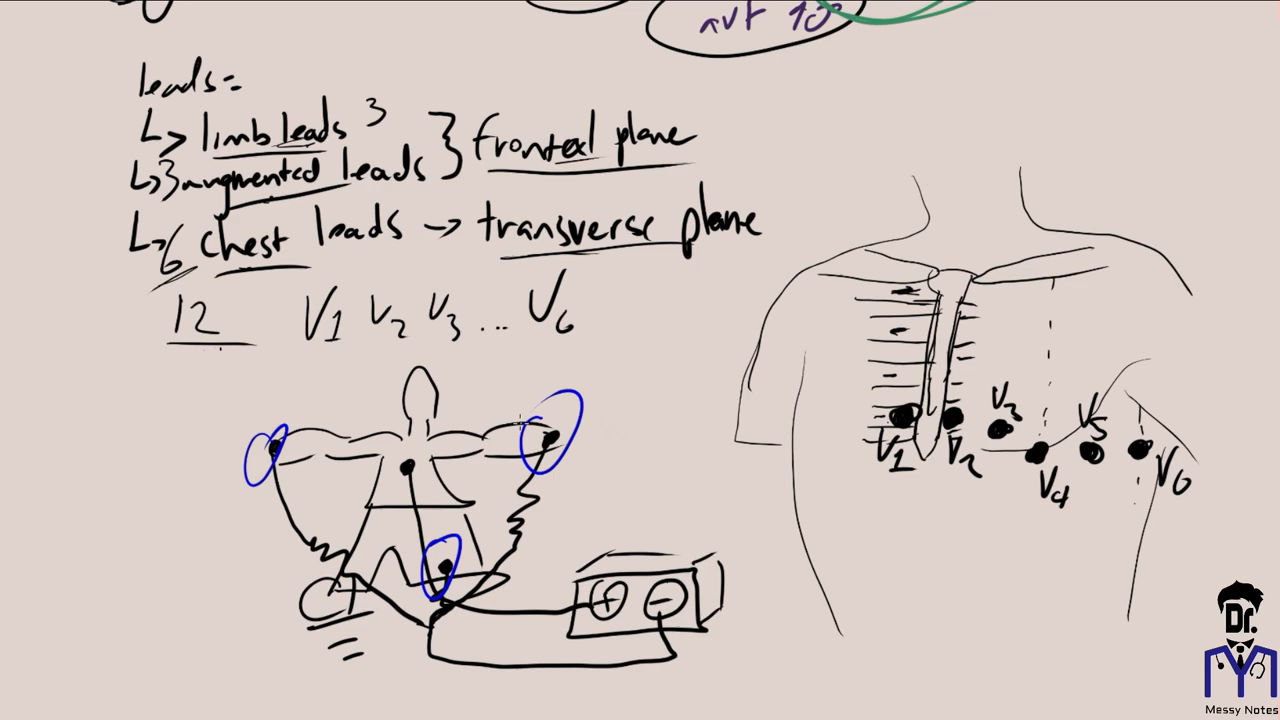 avf
leads=
↳ limb leads 3
↳ 3 augmented leads } frontal plane
↳ 6 chest leads → transverse plane
12 V1 V2 V3 ... V6
V1 V2 V3 V4 V5 V6
+ −
Dr.
Messy Notes